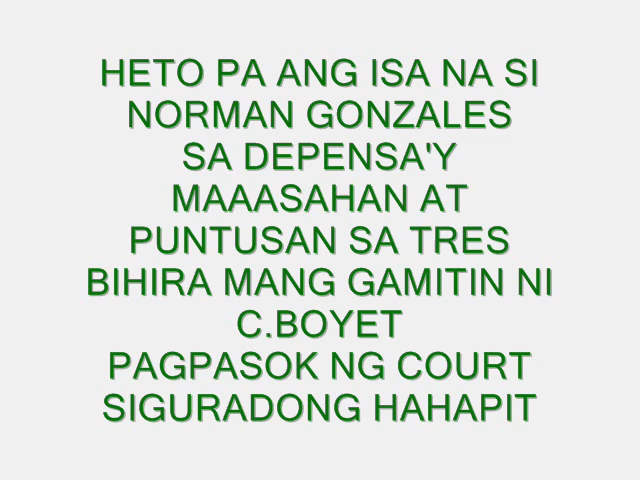 HETO PA ANG ISA NA SI
NORMAN GONZALES
SA DEPENSA'Y
MAAASAHAN AT
PUNTUSAN SA TRES
BIHIRA MANG GAMITIN NI
C.BOYET
PAGPASOK NG COURT
SIGURADONG HAHAPIT